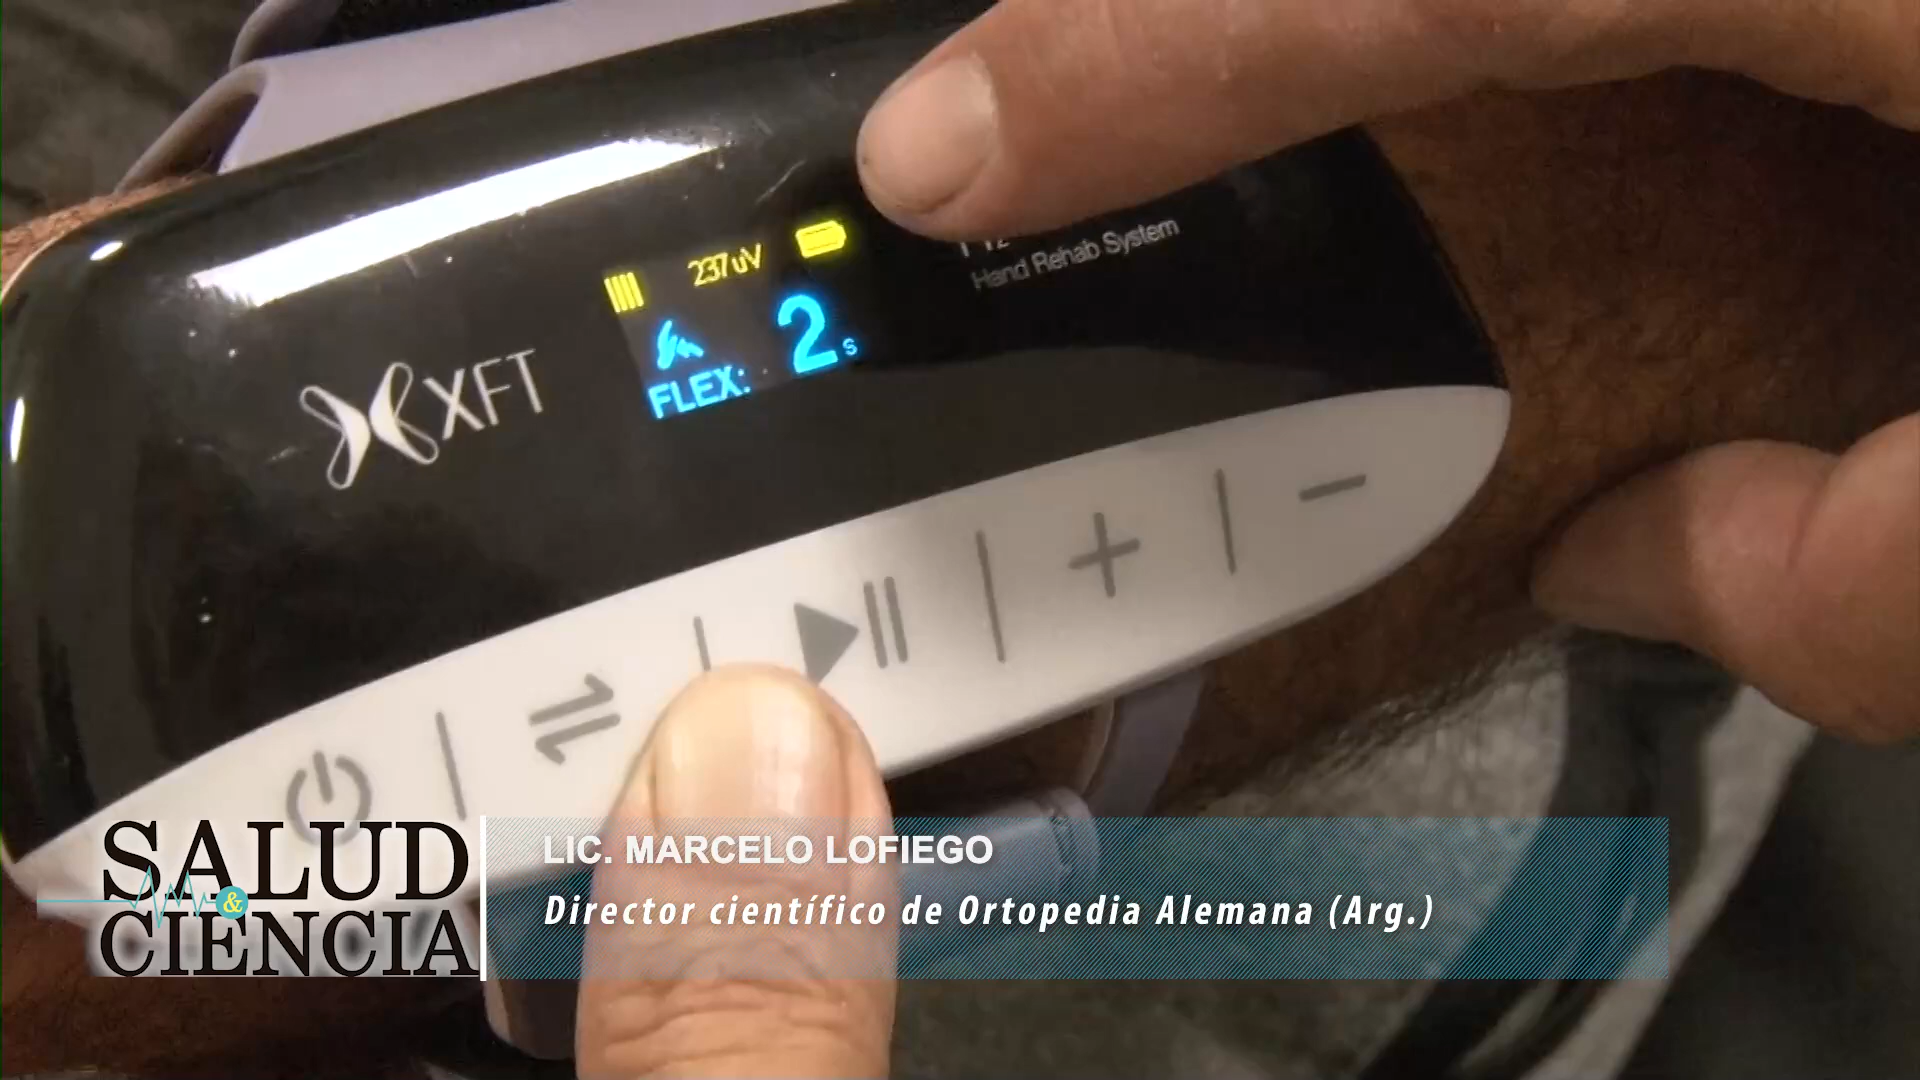 237uV
2s
FLEX:
XFT
Hand Rehab System
SALUD
&
CIENCIA
LIC. MARCELO LOFIEGO
Director científico de Ortopedia Alemana (Arg.)